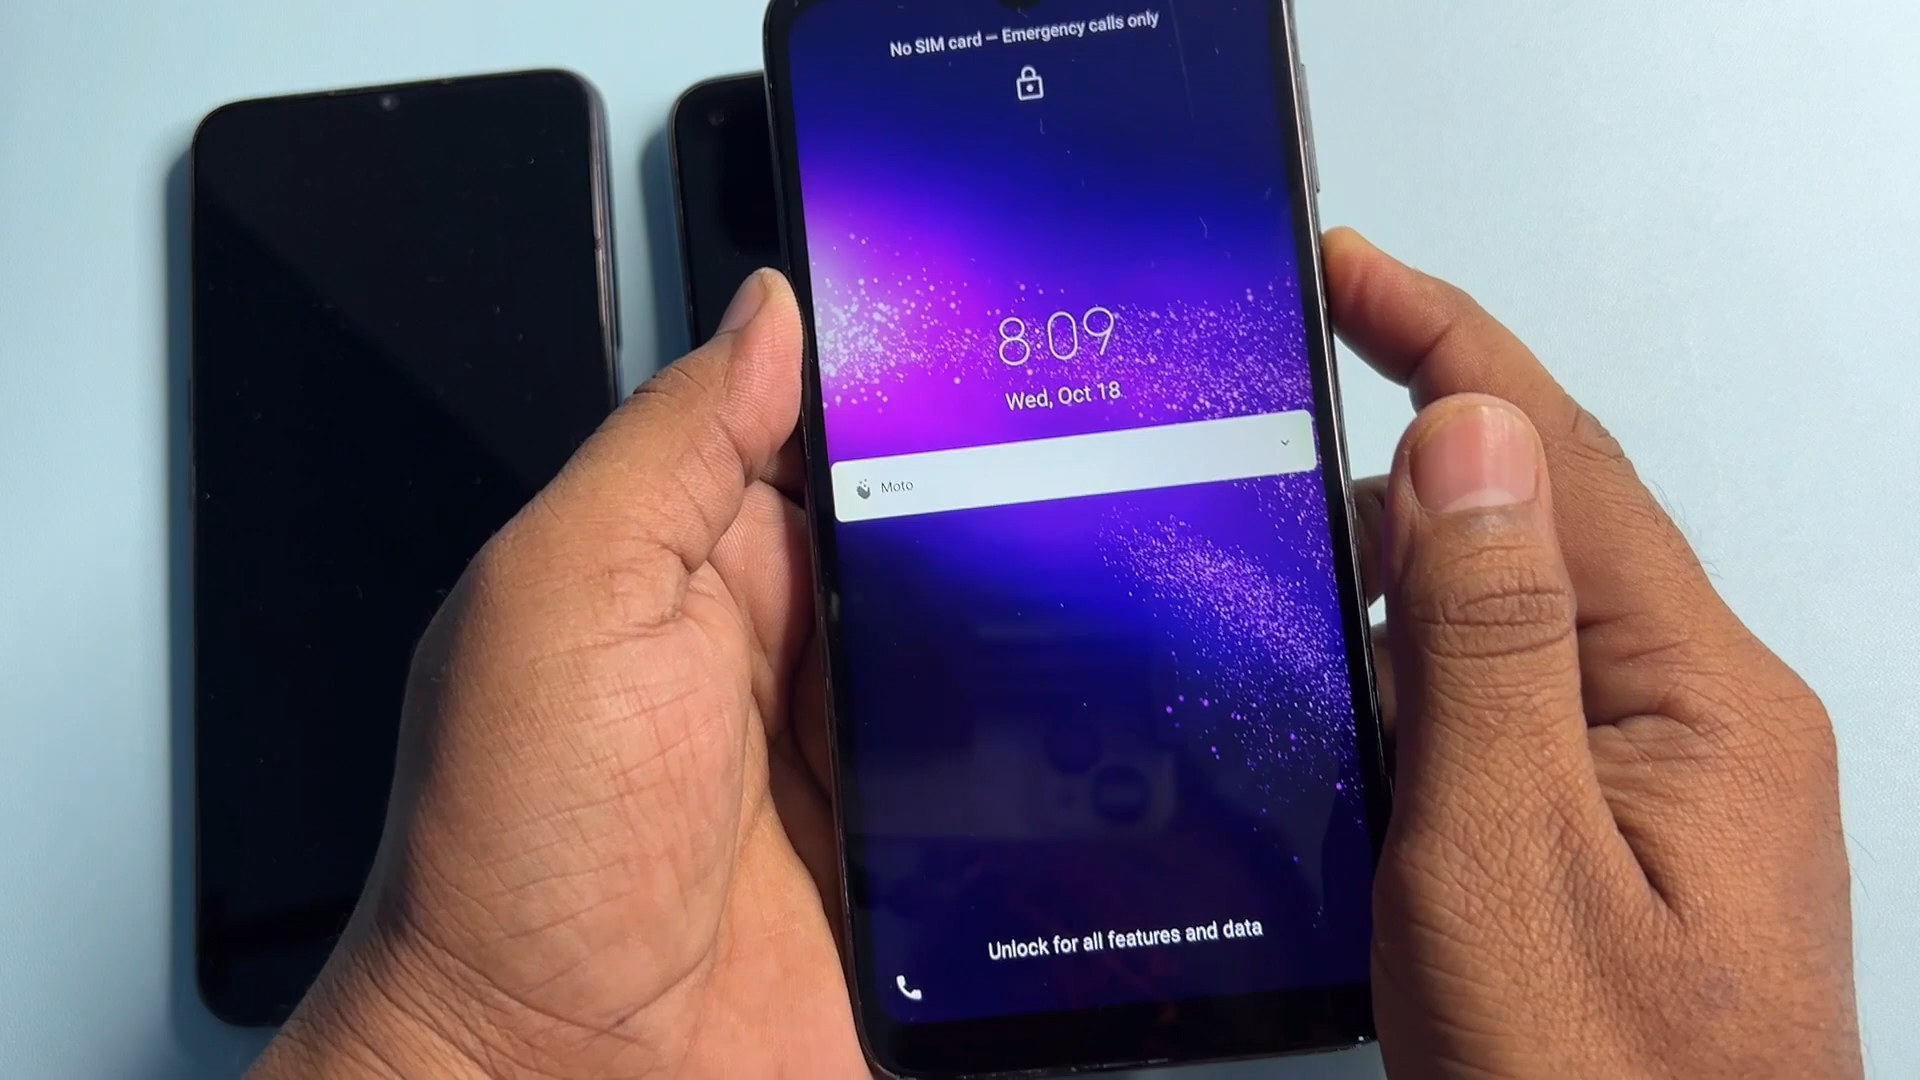 No SIM card — Emergency calls only
8:09
Wed, Oct 18
Moto
Unlock for all features and data